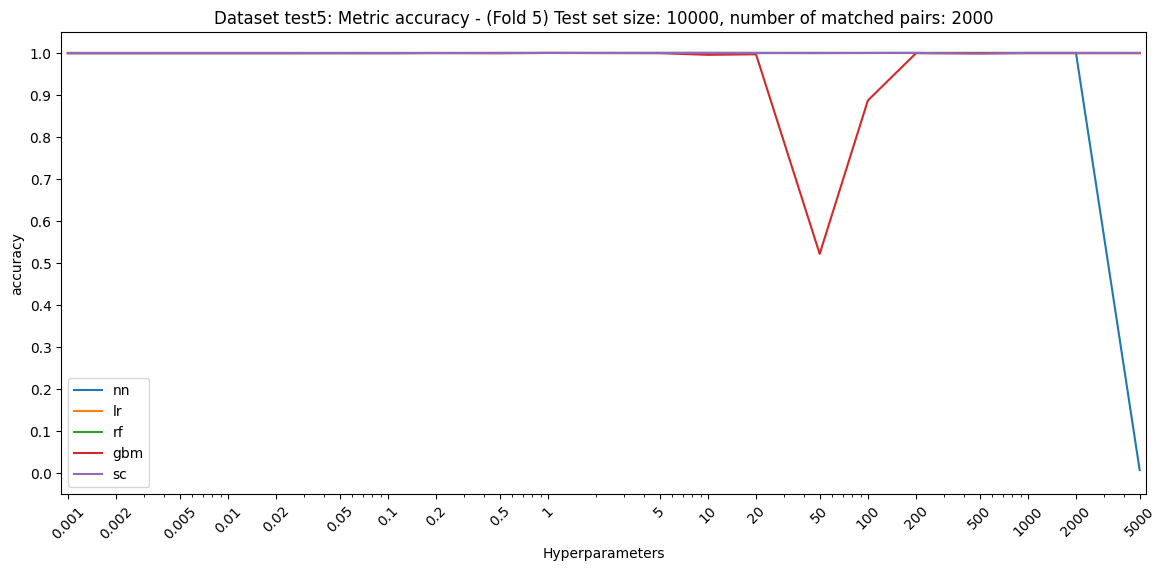 Dataset test5: Metric accuracy - (Fold 5) Test set size: 10000, number of matched pairs: 2000
1.0
0.9
0.8
0.7
0.6
0.5
0.4
0.3
0.2
0.1
0.0
accuracy
nn
lr
rf
gbm
sc
0.001 0.002 0.005 0.01 0.02 0.05 0.1 0.2 0.5 1 5 10 20 50 100 200 500 1000 2000 5000
Hyperparameters